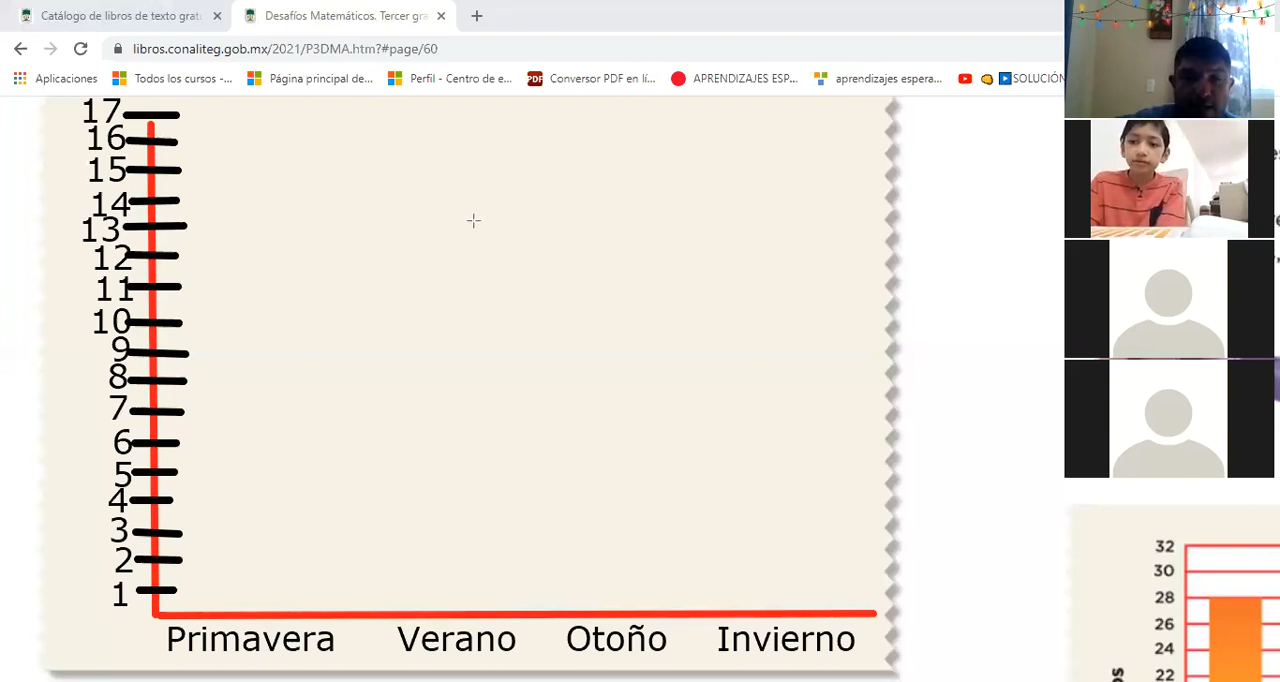 Catálogo de libros de texto grat
Desafíos Matemáticos. Tercer gra
libros.conaliteg.gob.mx/2021/P3DMA.htm?#page/60
Aplicaciones
Todos los cursos -...
Página principal de...
Perfil - Centro de e...
PDF
Conversor PDF en lí...
APRENDIZAJES ESP...
aprendizajes espera...
SOLUCIÓN
17
16
15
14
13
12
11
10
9
8
7
6
5
4
3
2
1
Primavera Verano Otoño Invierno
32
30
28
26
24
22